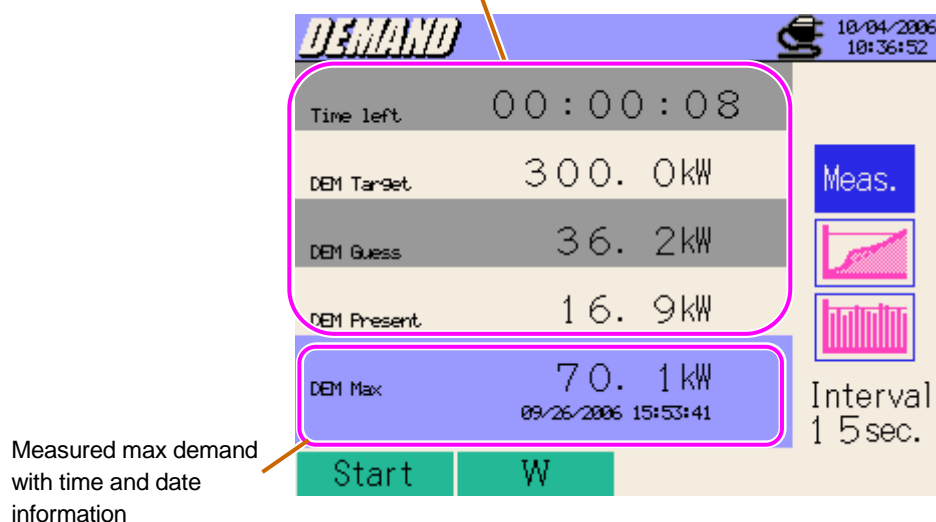 DEMAND
10/04/2006
10:36:52
Time left 00:00:08
DEM Target 300.0kW
Meas.
DEM Guess 36.2kW
DEM Present 16.9kW
DEM Max 70.1kW
09/26/2006 15:53:41
Interval
15sec.
Measured max demand
with time and date
information
Start W